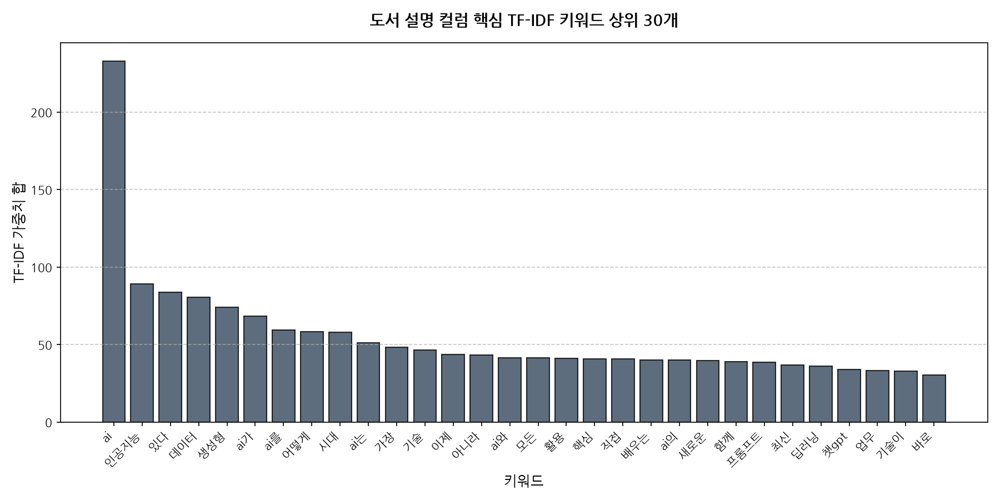 도서 설명 컬럼 핵심 TF-IDF 키워드 상위 30개
TF-IDF 가중치 합
200
150
100
50
0
ai
인공지능
있다
데이터
생성형
ai가
ai를
어떻게
시대
ai는
가장
기술
이제
아니라
ai와
모든
활용
핵심
직접
배우는
ai의
새로운
함께
프롬프트
최신
딥러닝
챗gpt
업무
기술이
바로
키워드